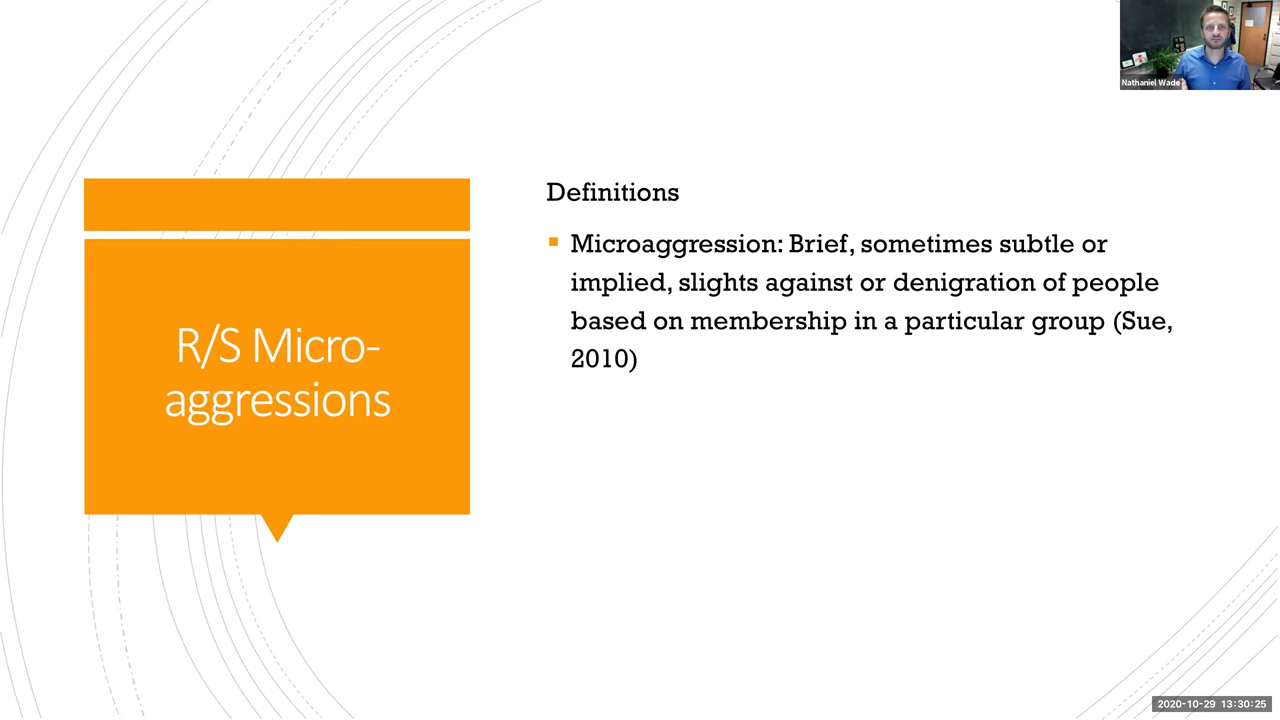 Nathaniel Wade
R/S Micro-
aggressions
Definitions
Microaggression: Brief, sometimes subtle or
implied, slights against or denigration of people
based on membership in a particular group (Sue,
2010)
2020-10-29 13:30:25